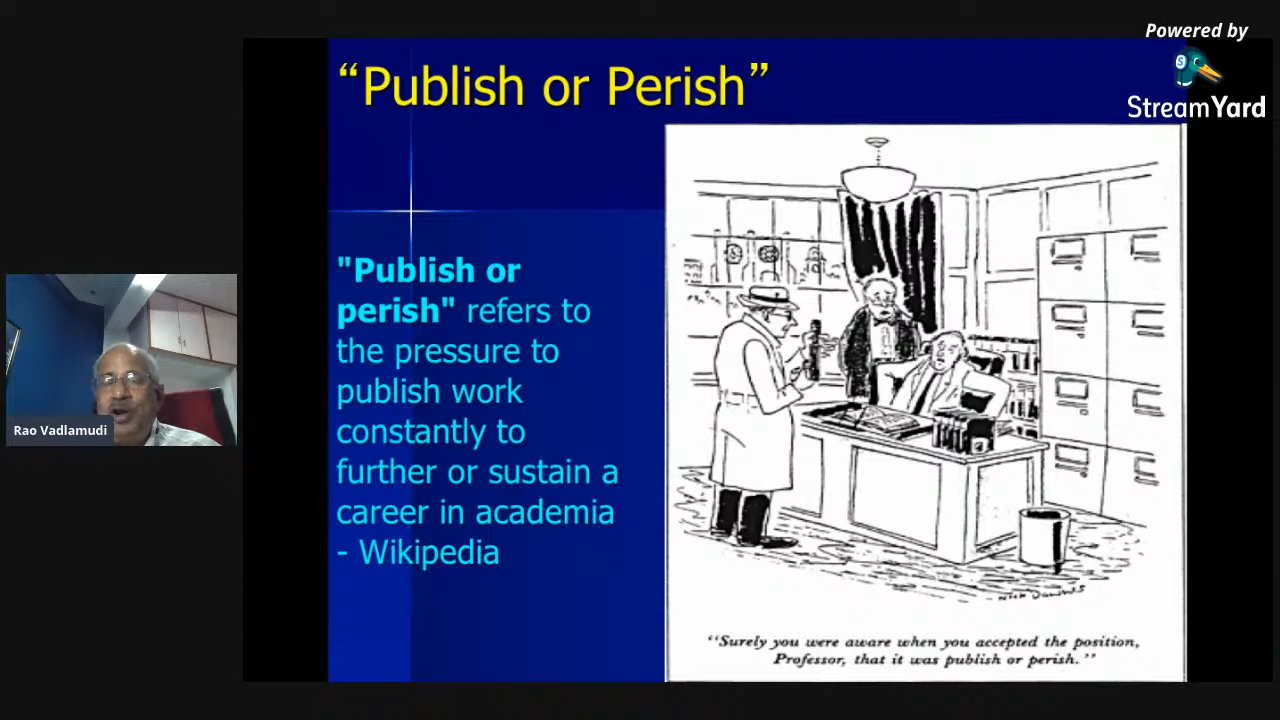 Powered by
StreamYard
“Publish or Perish”
"Publish or
perish" refers to
the pressure to
publish work
constantly to
further or sustain a
career in academia
- Wikipedia
Rao Vadlamudi
Nick Downes
“Surely you were aware when you accepted the position,
Professor, that it was publish or perish.”